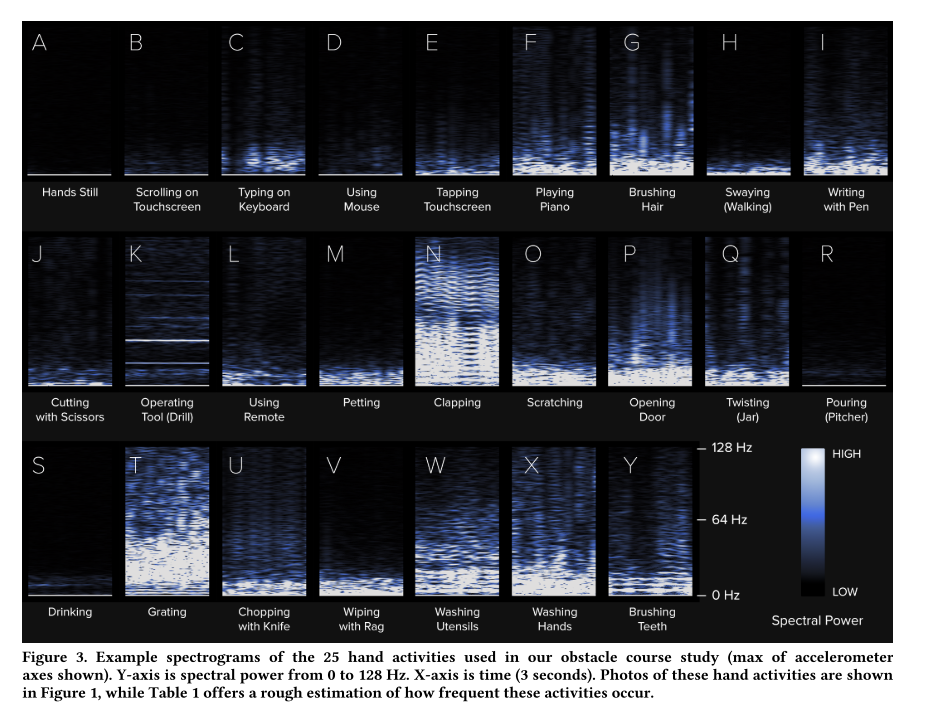 A B C D E F G H I
Hands Still
Scrolling on
Touchscreen
Typing on
Keyboard
Using
Mouse
Tapping
Touchscreen
Playing
Piano
Brushing
Hair
Swaying
(Walking)
Writing
with Pen
J K L M N O P Q R
Cutting
with Scissors
Operating
Tool (Drill)
Using
Remote
Petting
Clapping
Scratching
Opening
Door
Twisting
(Jar)
Pouring
(Pitcher)
S T U V W X Y
Drinking
Grating
Chopping
with Knife
Wiping
with Rag
Washing
Utensils
Washing
Hands
Brushing
Teeth
128 Hz
64 Hz
0 Hz
HIGH
LOW
Spectral Power
Figure 3. Example spectrograms of the 25 hand activities used in our obstacle course study (max of accelerometer
axes shown). Y-axis is spectral power from 0 to 128 Hz. X-axis is time (3 seconds). Photos of these hand activities are shown
in Figure 1, while Table 1 offers a rough estimation of how frequent these activities occur.